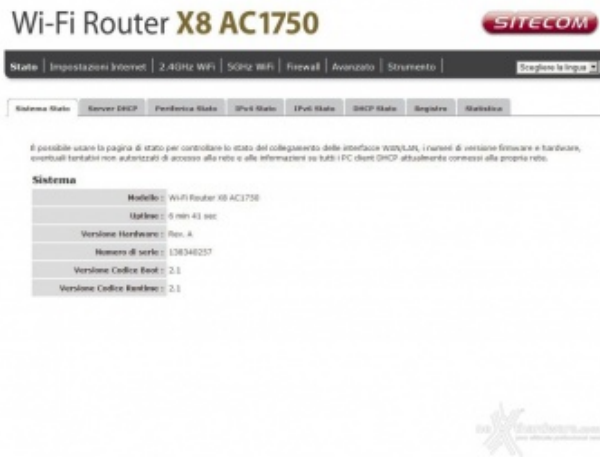 Wi-Fi Router X8 AC1750
SITECOM
Stato | Impostazioni Internet | 2.4GHz WiFi | 5GHz WiFi | Firewall | Avanzato | Strumento |
Scegliere la lingua
Sistema Stato
Server DHCP
Periferica Stato
IPv4 Stato
IPv6 Stato
DHCP Stato
Registro
Statistica
È possibile usare la pagina di stato per controllare lo stato del collegamento delle interfacce WAN/LAN, i numeri di versione firmware e hardware,
eventuali tentativi non autorizzati di accesso alla rete e alle informazioni su tutti i PC client DHCP attualmente connessi alla propria rete.
Sistema
Modello : Wi-Fi Router X8 AC1750
Uptime : 6 min 41 sec
Versione Hardware : Rev. A
Numero di serie : 138340257
Versione Codice Boot : 2.1
Versione Codice Runtime : 2.1